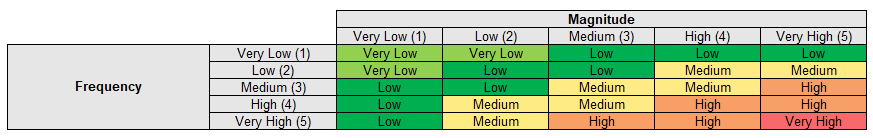 Magnitude
Very Low (1) Low (2) Medium (3) High (4) Very High (5)
Very Low (1) Very Low Very Low Low Low Low
Low (2) Very Low Low Low Medium Medium
Frequency Medium (3) Low Low Medium Medium High
High (4) Low Medium Medium High High
Very High (5) Low Medium High High Very High